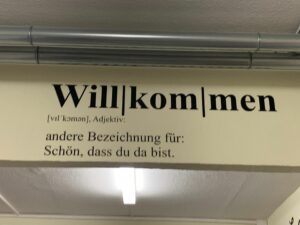 Will|kom|men
[vɪlˈkɔmən], Adjektiv:
andere Bezeichnung für:
Schön, dass du da bist.